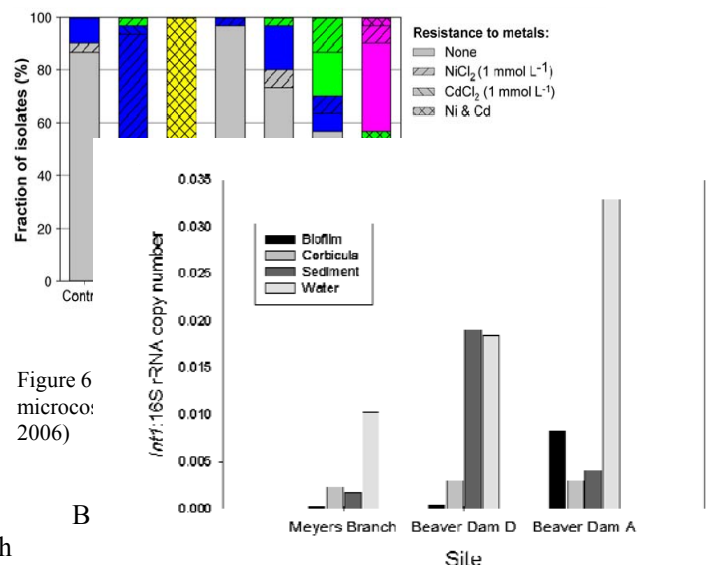 100
80
60
40
20
0
Fraction of isolates (%)
Contr
Resistance to metals:
None
NiCl2 (1 mmol L-1)
CdCl2 (1 mmol L-1)
Ni & Cd
Figure 6
microcos
2006)
B
h
0.035
0.030
0.025
0.020
0.015
0.010
0.005
0.000
Int1:16S rRNA copy number
Biofilm
Corbicula
Sediment
Water
Meyers Branch Beaver Dam D Beaver Dam A
Site